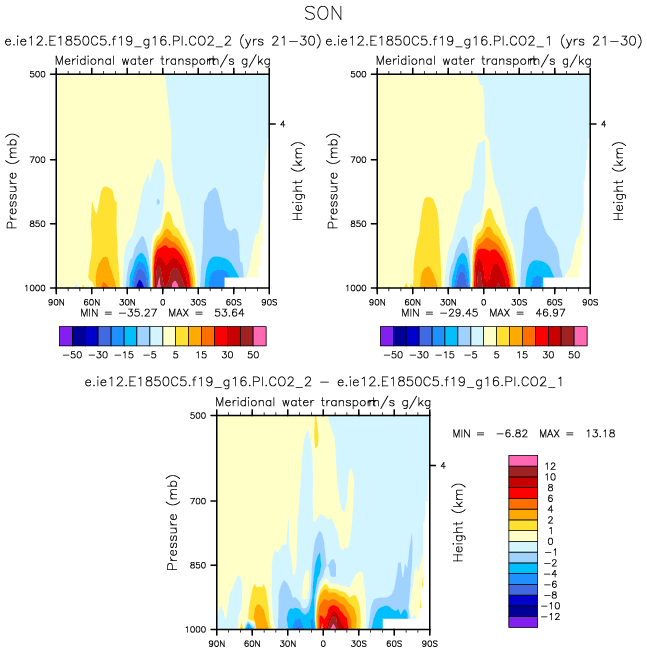 SON
e.ie12.E1850C5.f19_g16.PI.CO2_2 (yrs 21-30) e.ie12.E1850C5.f19_g16.PI.CO2_1 (yrs 21-30)
Meridional water transport m/s g/kg Meridional water transport m/s g/kg
500 500
4 4
700 700
Pressure (mb) Height (km) Pressure (mb) Height (km)
850 850
1000 1000
90N 60N 30N 0 30S 60S 90S 90N 60N 30N 0 30S 60S 90S
MIN = -35.27 MAX = 53.64 MIN = -29.45 MAX = 46.97
-50 -30 -15 -5 5 15 30 50 -50 -30 -15 -5 5 15 30 50
e.ie12.E1850C5.f19_g16.PI.CO2_2 - e.ie12.E1850C5.f19_g16.PI.CO2_1
Meridional water transport m/s g/kg
500
MIN = -6.82 MAX = 13.18
4
12
10
8
700
6
Pressure (mb) Height (km)
4
2
1
0
850
-1
-2
-4
-6
-8
-10
-12
1000
90N 60N 30N 0 30S 60S 90S